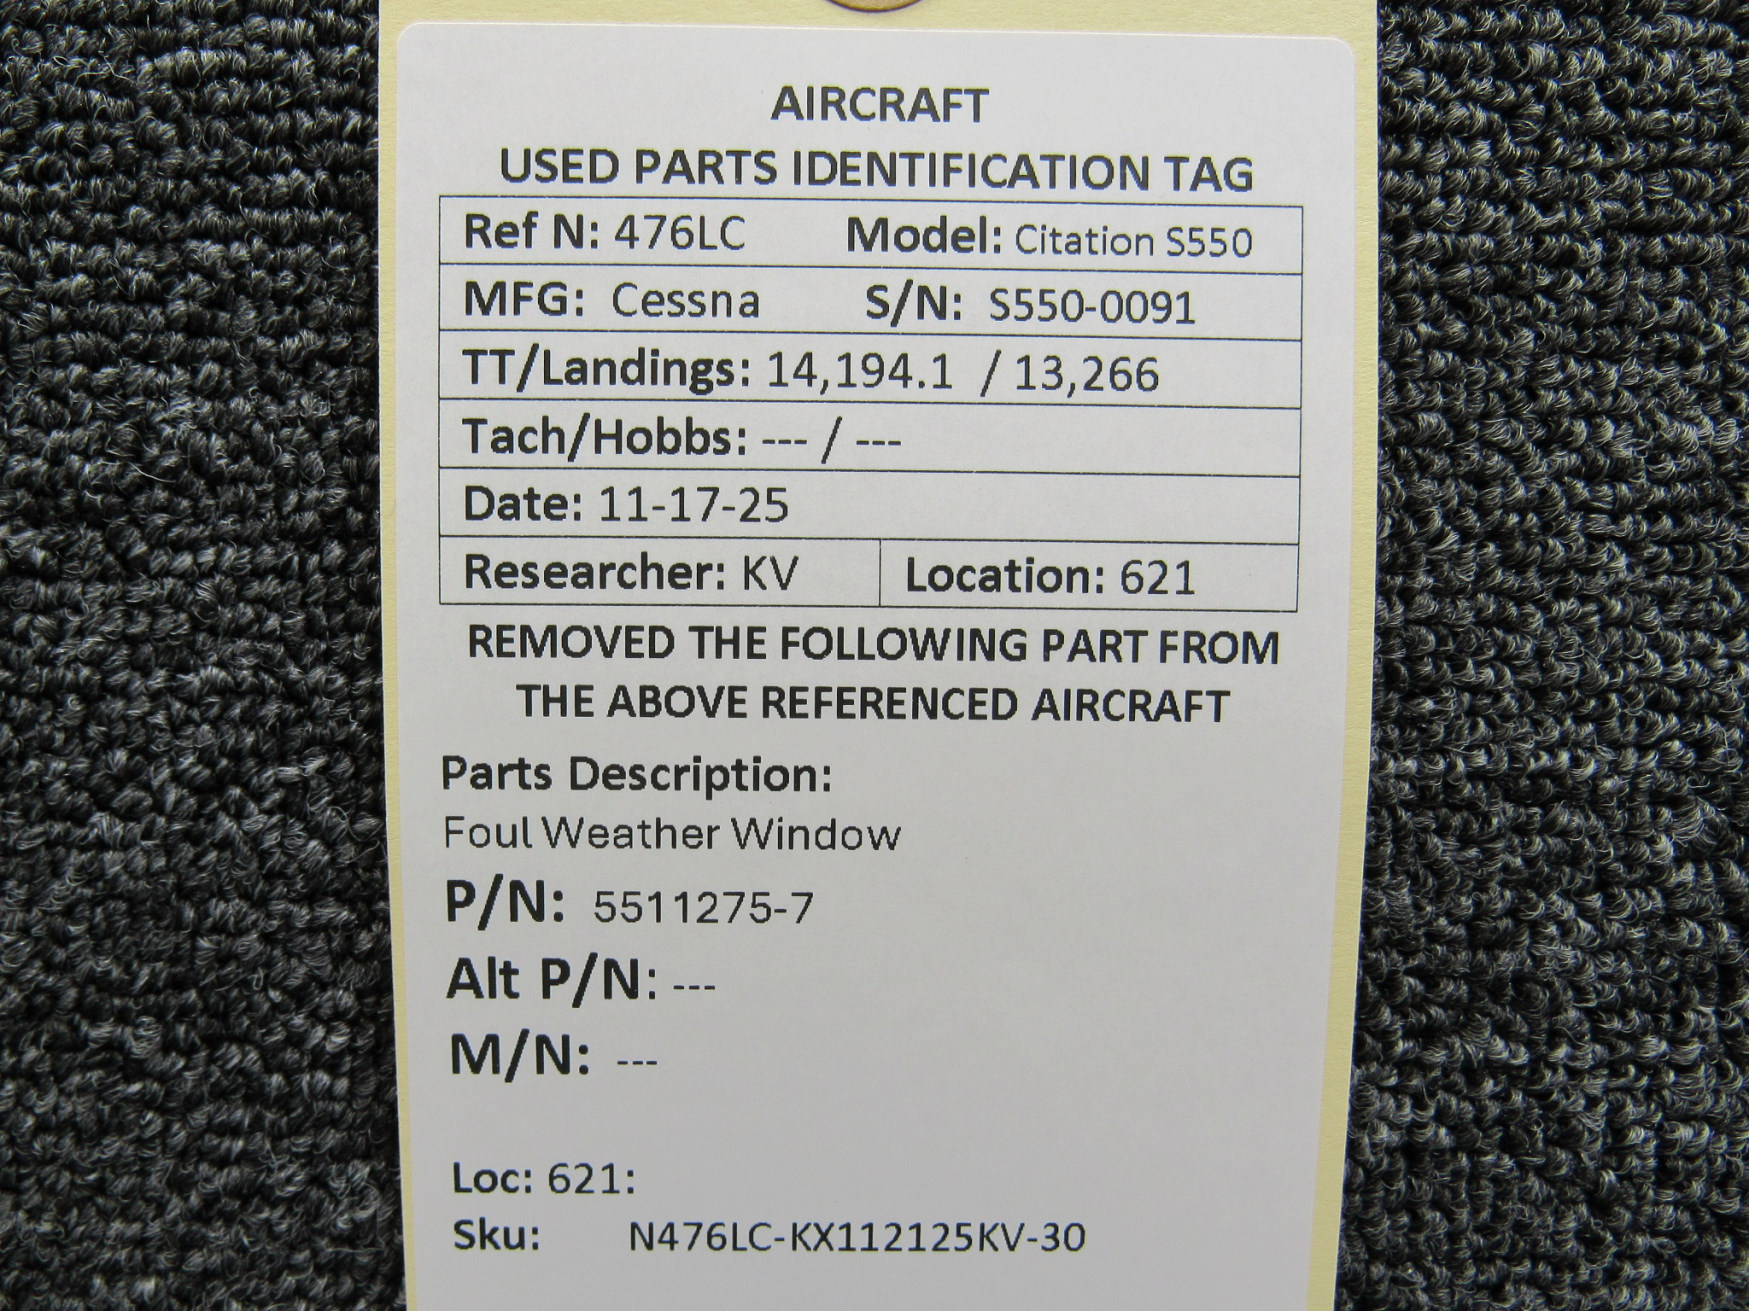 AIRCRAFT
USED PARTS IDENTIFICATION TAG
Ref N: 476LC Model: Citation S550
MFG: Cessna S/N: S550-0091
TT/Landings: 14,194.1 / 13,266
Tach/Hobbs: --- / ---
Date: 11-17-25
Researcher: KV Location: 621
REMOVED THE FOLLOWING PART FROM
THE ABOVE REFERENCED AIRCRAFT
Parts Description:
Foul Weather Window
P/N: 5511275-7
Alt P/N: ---
M/N: ---
Loc: 621:
Sku: N476LC-KX112125KV-30